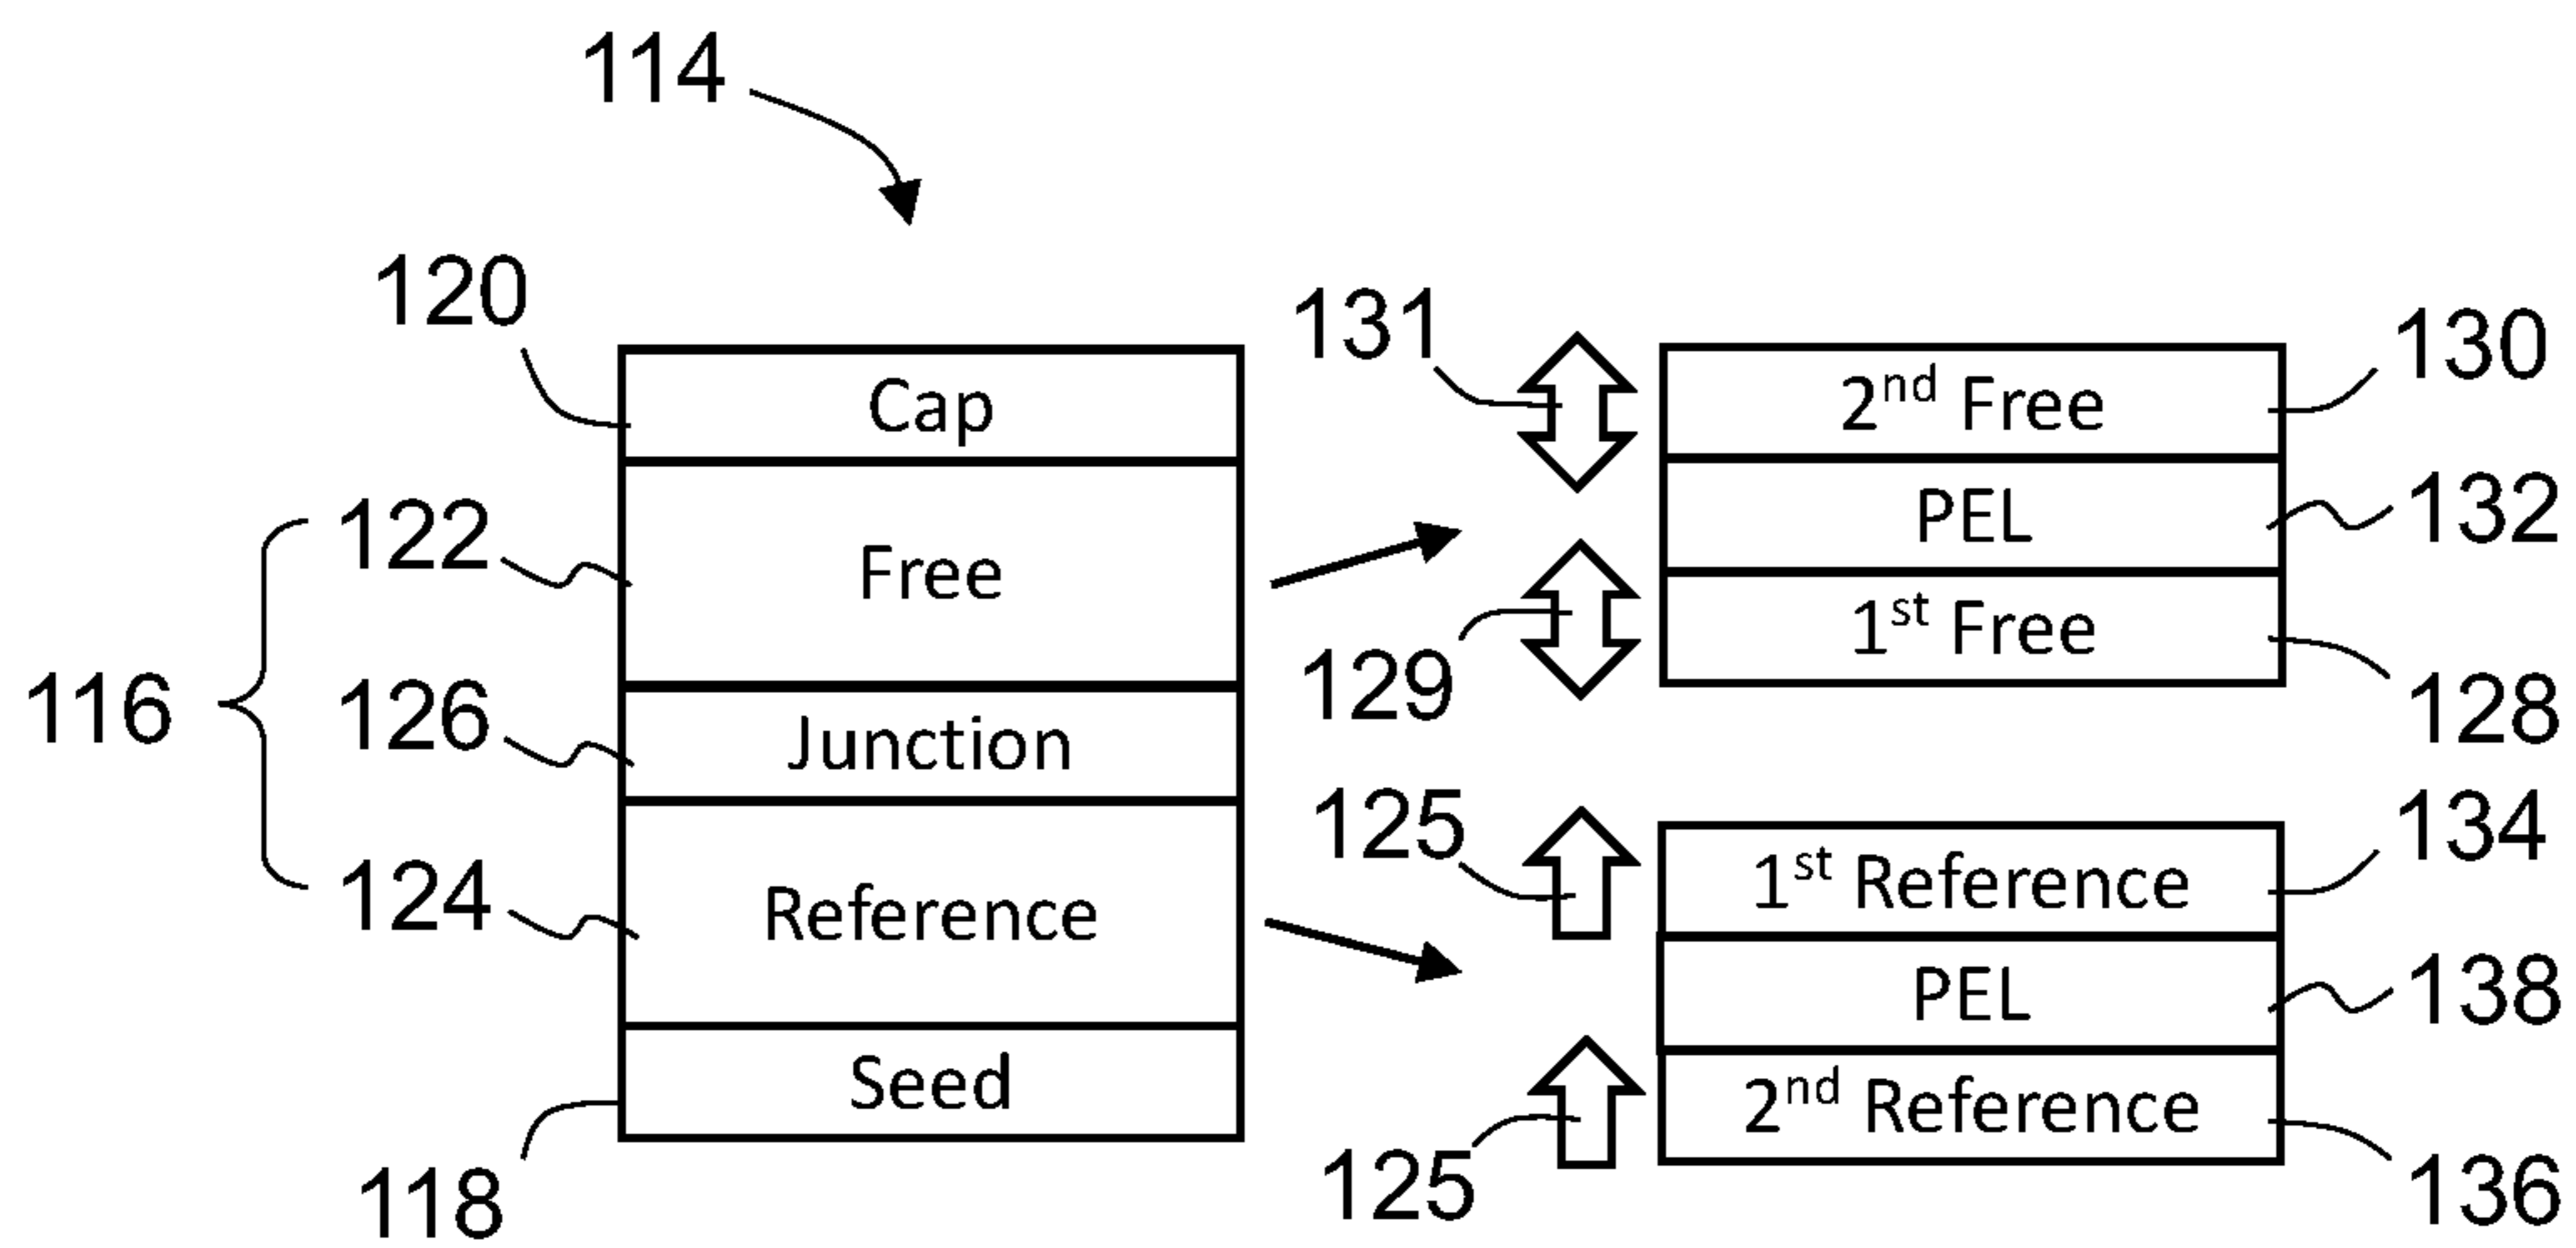 114
120
Cap
131
2nd Free
130
122
Free
PEL
132
116
126
Junction
129
1st Free
128
124
Reference
125
1st Reference
134
PEL
138
118
Seed
125
2nd Reference
136